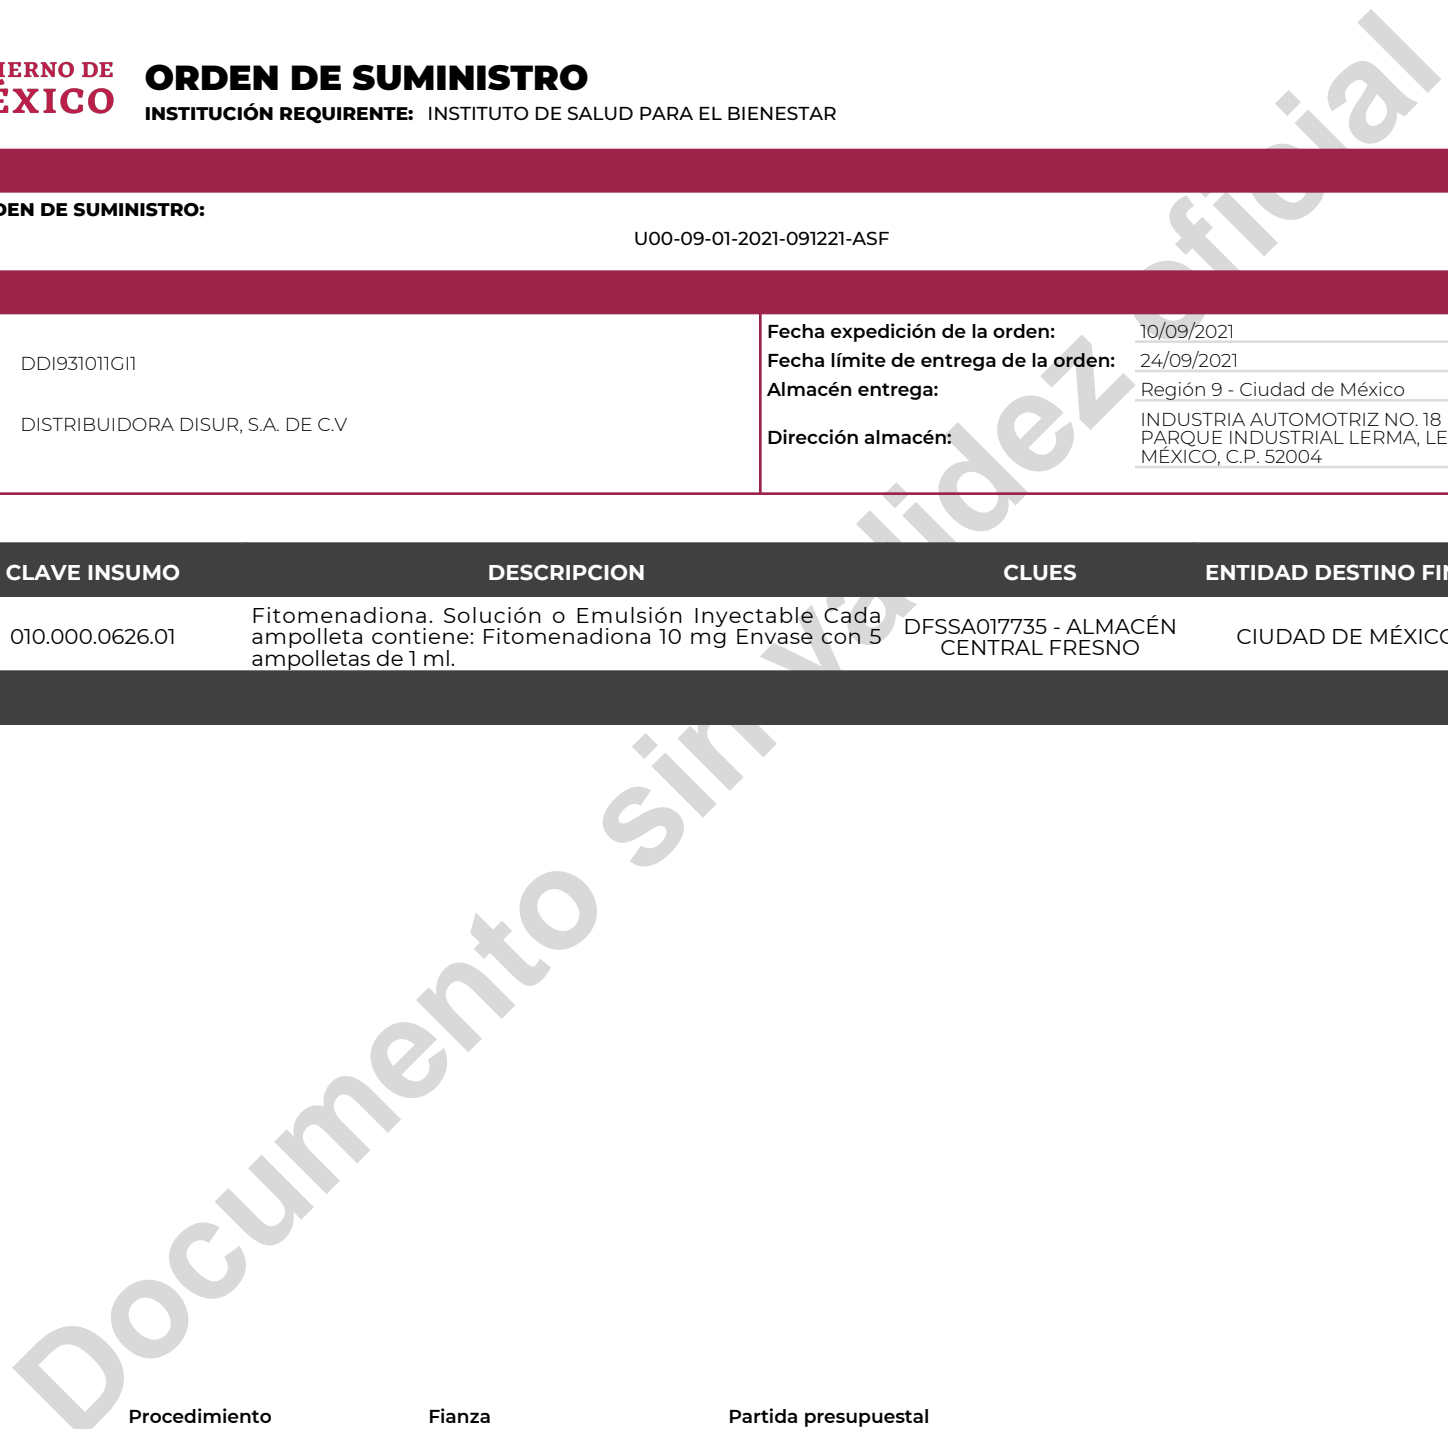 IERNO DE
ÉXICO
ORDEN DE SUMINISTRO
INSTITUCIÓN REQUIRENTE: INSTITUTO DE SALUD PARA EL BIENESTAR
DEN DE SUMINISTRO:
U00-09-01-2021-091221-ASF
DDI931011GI1
DISTRIBUIDORA DISUR, S.A. DE C.V
Fecha expedición de la orden: 10/09/2021
Fecha límite de entrega de la orden: 24/09/2021
Almacén entrega: Región 9 - Ciudad de México
Dirección almacén:
INDUSTRIA AUTOMOTRIZ NO. 18
PARQUE INDUSTRIAL LERMA, LE
MÉXICO, C.P. 52004
CLAVE INSUMO DESCRIPCION CLUES ENTIDAD DESTINO FIN
010.000.0626.01
Fitomenadiona. Solución o Emulsión Inyectable Cada
ampolleta contiene: Fitomenadiona 10 mg Envase con 5
ampolletas de 1 ml.
DFSSA017735 - ALMACÉN
CENTRAL FRESNO
CIUDAD DE MÉXICO
Documento sin validez oficial
Procedimiento Fianza Partida presupuestal